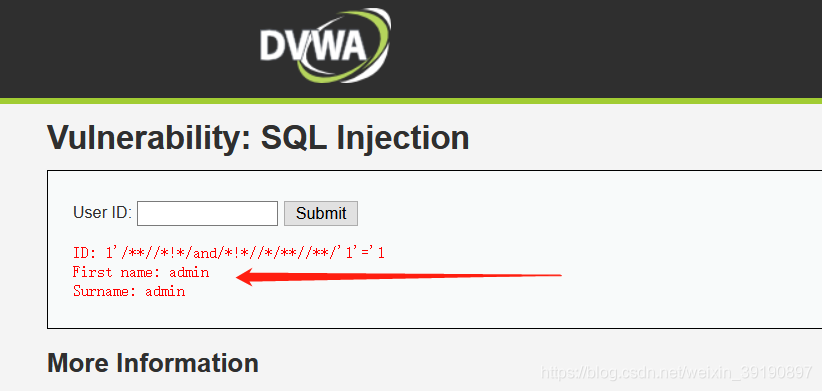 DVWA
Vulnerability: SQL Injection
User ID: Submit
ID: 1'/**//*!*/and/*!*//*/**//**/'1'='1
First name: admin
Surname: admin
More Information
https://blog.csdn.net/weixin_39190897